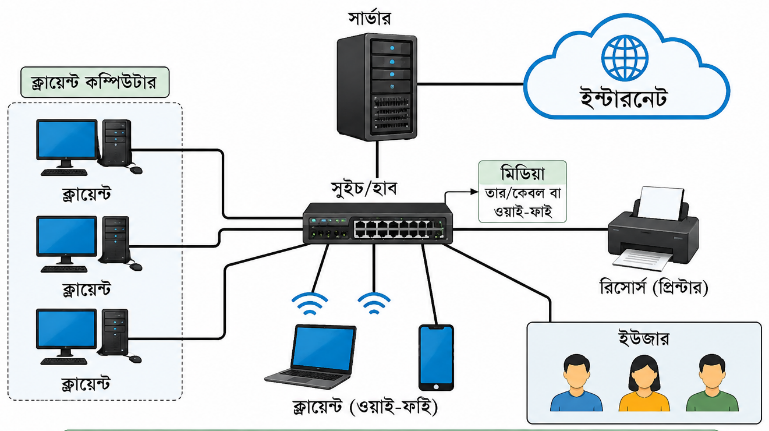 সার্ভার
ইন্টারনেট
ক্লায়েন্ট কম্পিউটার
ক্লায়েন্ট
ক্লায়েন্ট
ক্লায়েন্ট
সুইচ/হাব
মিডিয়া
তার/কেবল বা
ওয়াই-ফাই
রিসোর্স (প্রিন্টার)
ক্লায়েন্ট (ওয়াই-ফাই)
ইউজার